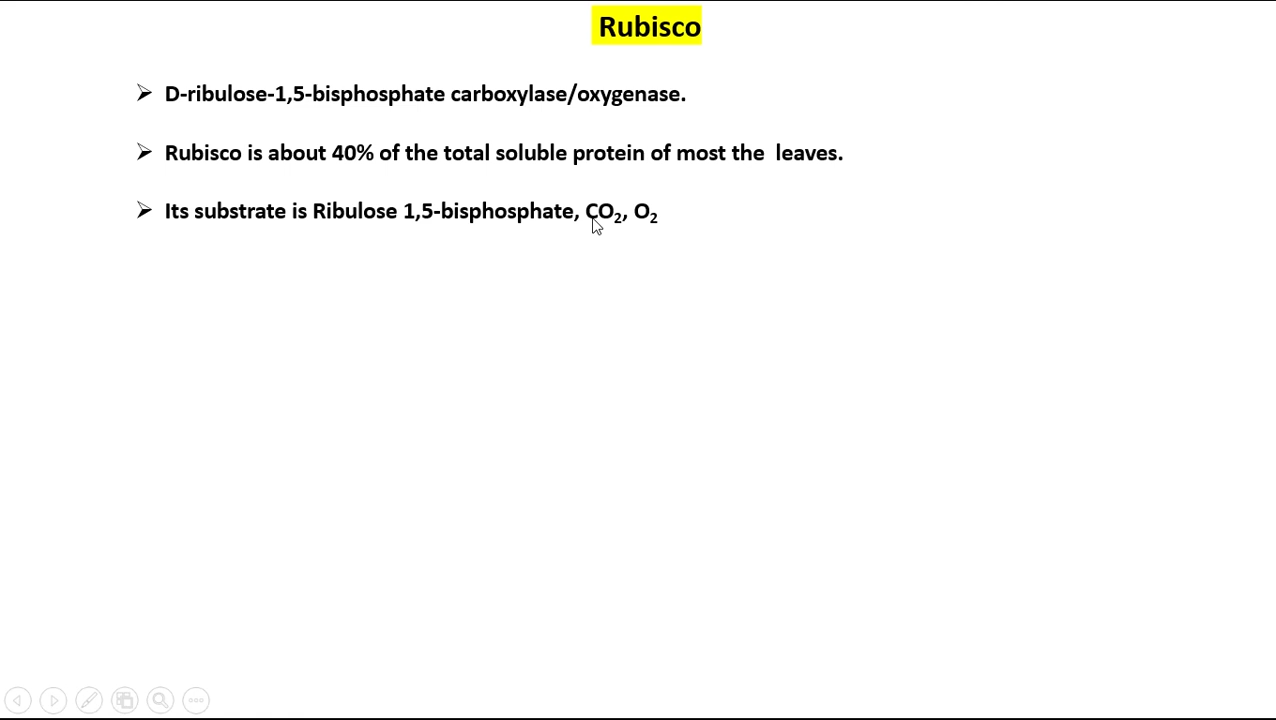 Rubisco
➢ D-ribulose-1,5-bisphosphate carboxylase/oxygenase.
➢ Rubisco is about 40% of the total soluble protein of most the  leaves.
➢ Its substrate is Ribulose 1,5-bisphosphate, CO₂, O₂